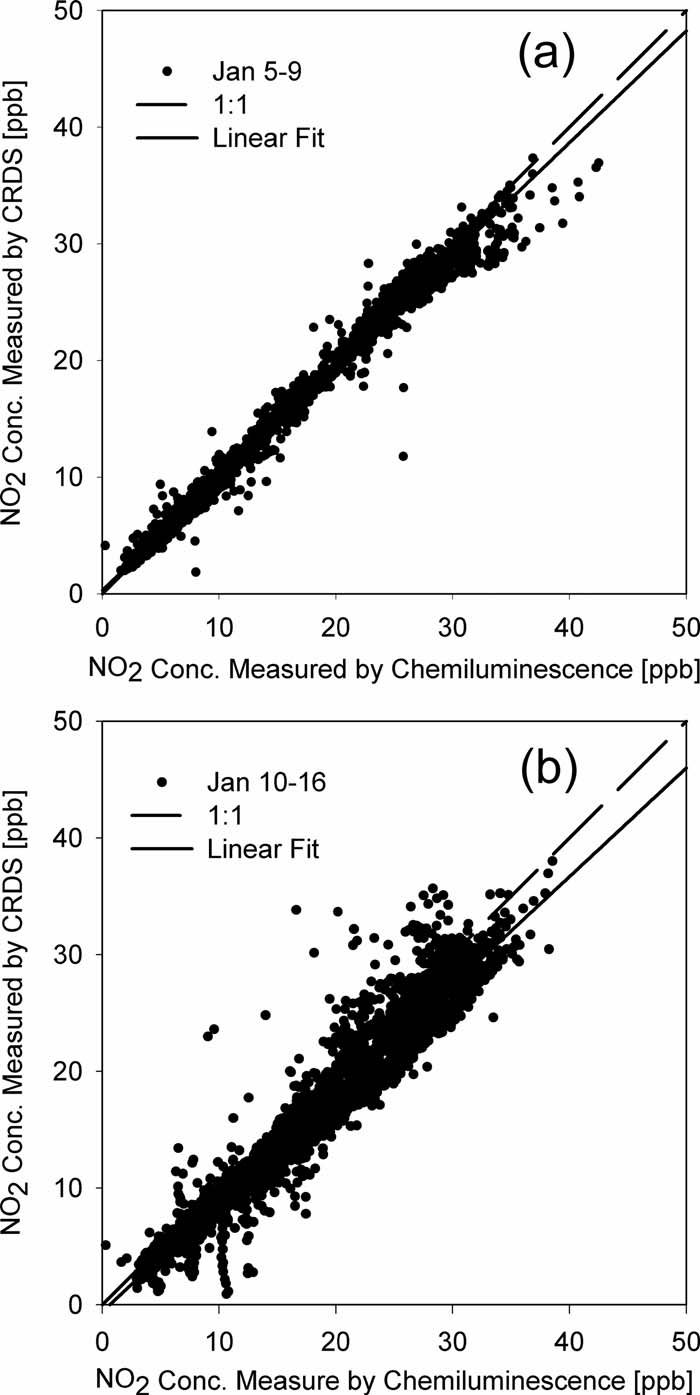 50
(a)
Jan 5-9
1:1
Linear Fit
40
30
20
10
0
NO2 Conc. Measured by CRDS [ppb]
0 10 20 30 40 50
NO2 Conc. Measured by Chemiluminescence [ppb]
50
(b)
Jan 10-16
1:1
Linear Fit
40
30
20
10
0
NO2 Conc. Measured by CRDS [ppb]
0 10 20 30 40 50
NO2 Conc. Measure by Chemiluminescence [ppb]